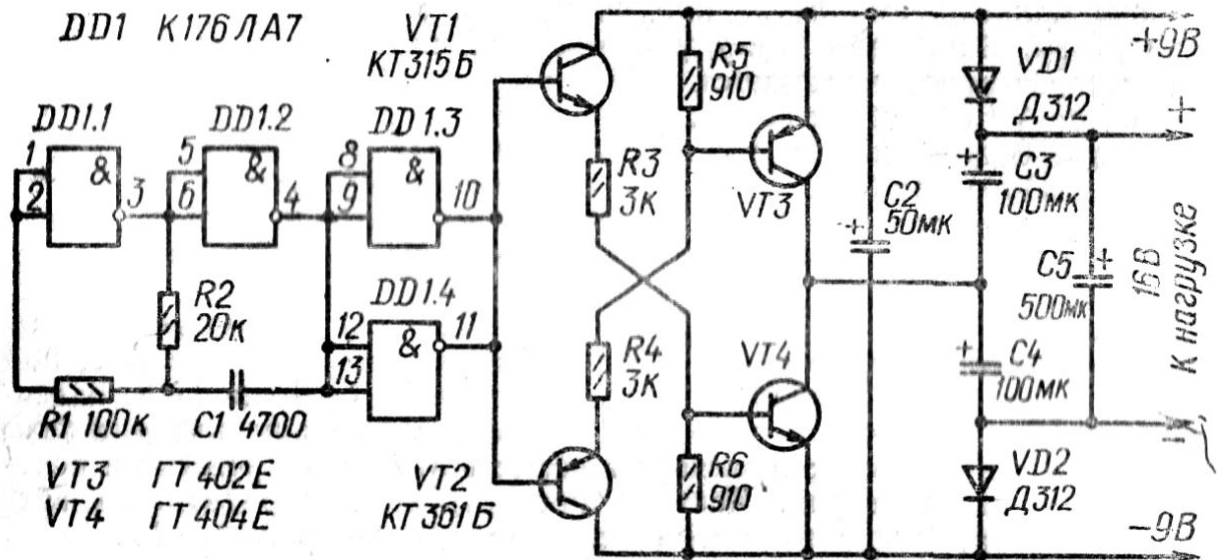 DD1 К176ЛА7
VT1
КТ315Б
DD1.1
DD1.2
DD1.3
1
2
3
5
6
4
8
9
10
R2
20к
DD1.4
12
13
11
R1 100к
C1 4700
VT3 ГТ402Е
VT4 ГТ404Е
VT2
КТ361Б
R3
3к
R4
3к
R5
910
VT3
VT4
R6
910
C2
50мк
+
+9В
VD1
Д312
+
+
C3
100мк
C5
+
500мк
+
C4
100мк
16В
К нагрузке
-
VD2
Д312
-9В
&
&
&
&